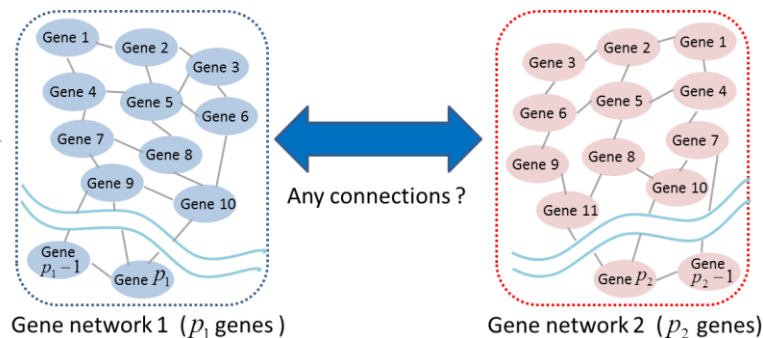 Gene 1
Gene 2
Gene 3
Gene 4
Gene 5
Gene 6
Gene 7
Gene 8
Gene 9
Gene 10
Gene
p₁ – 1
Gene p₁
Gene network 1 (p₁ genes)
Any connections ?
Gene 1
Gene 2
Gene 3
Gene 4
Gene 5
Gene 6
Gene 7
Gene 8
Gene 9
Gene 10
Gene 11
Gene p₂
Gene
p₂ – 1
Gene network 2 (p₂ genes)